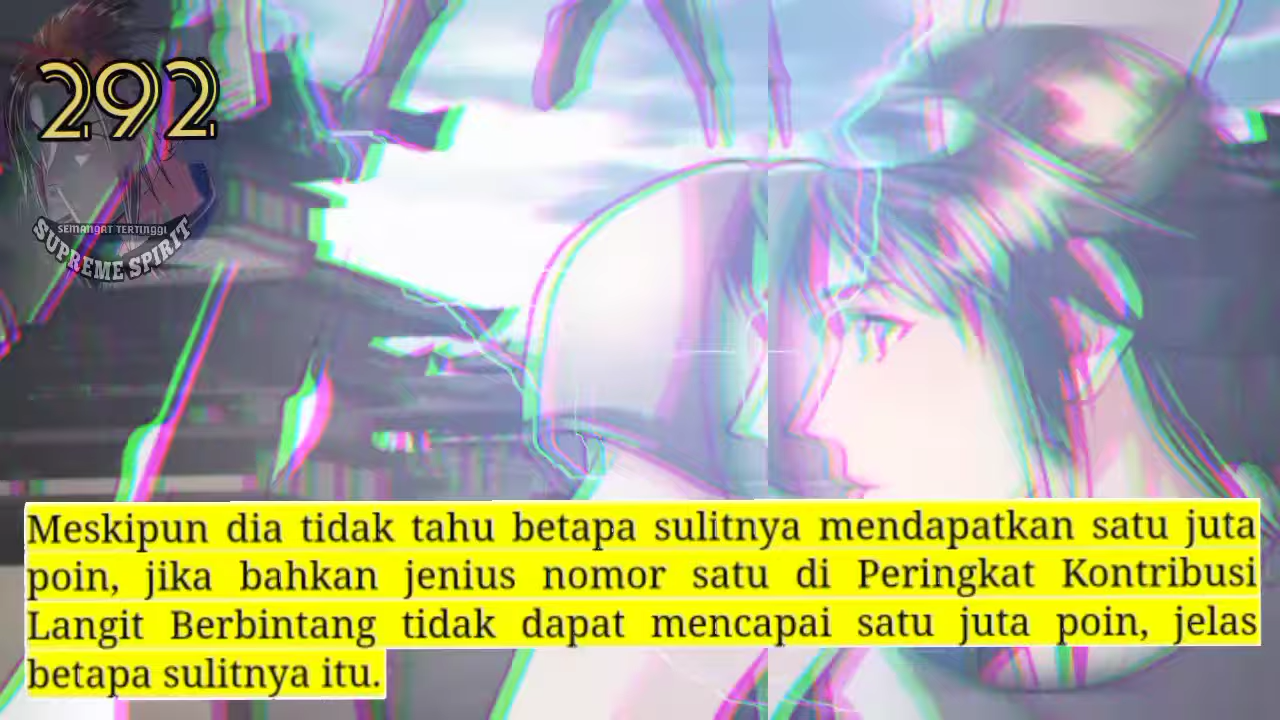 292
SEMANGAT TERTINGGI
SUPREME SPIRIT
Meskipun dia tidak tahu betapa sulitnya mendapatkan satu juta
poin, jika bahkan jenius nomor satu di Peringkat Kontribusi
Langit Berbintang tidak dapat mencapai satu juta poin, jelas
betapa sulitnya itu.